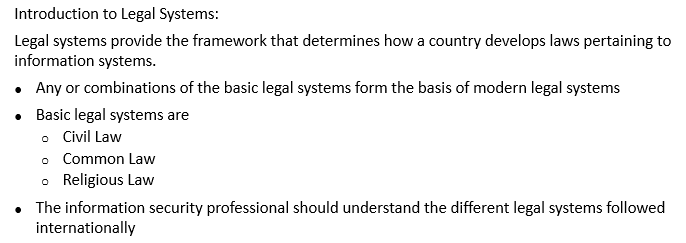 Introduction to Legal Systems:
Legal systems provide the framework that determines how a country develops laws pertaining to
information systems.
• Any or combinations of the basic legal systems form the basis of modern legal systems
• Basic legal systems are
o Civil Law
o Common Law
o Religious Law
• The information security professional should understand the different legal systems followed
internationally